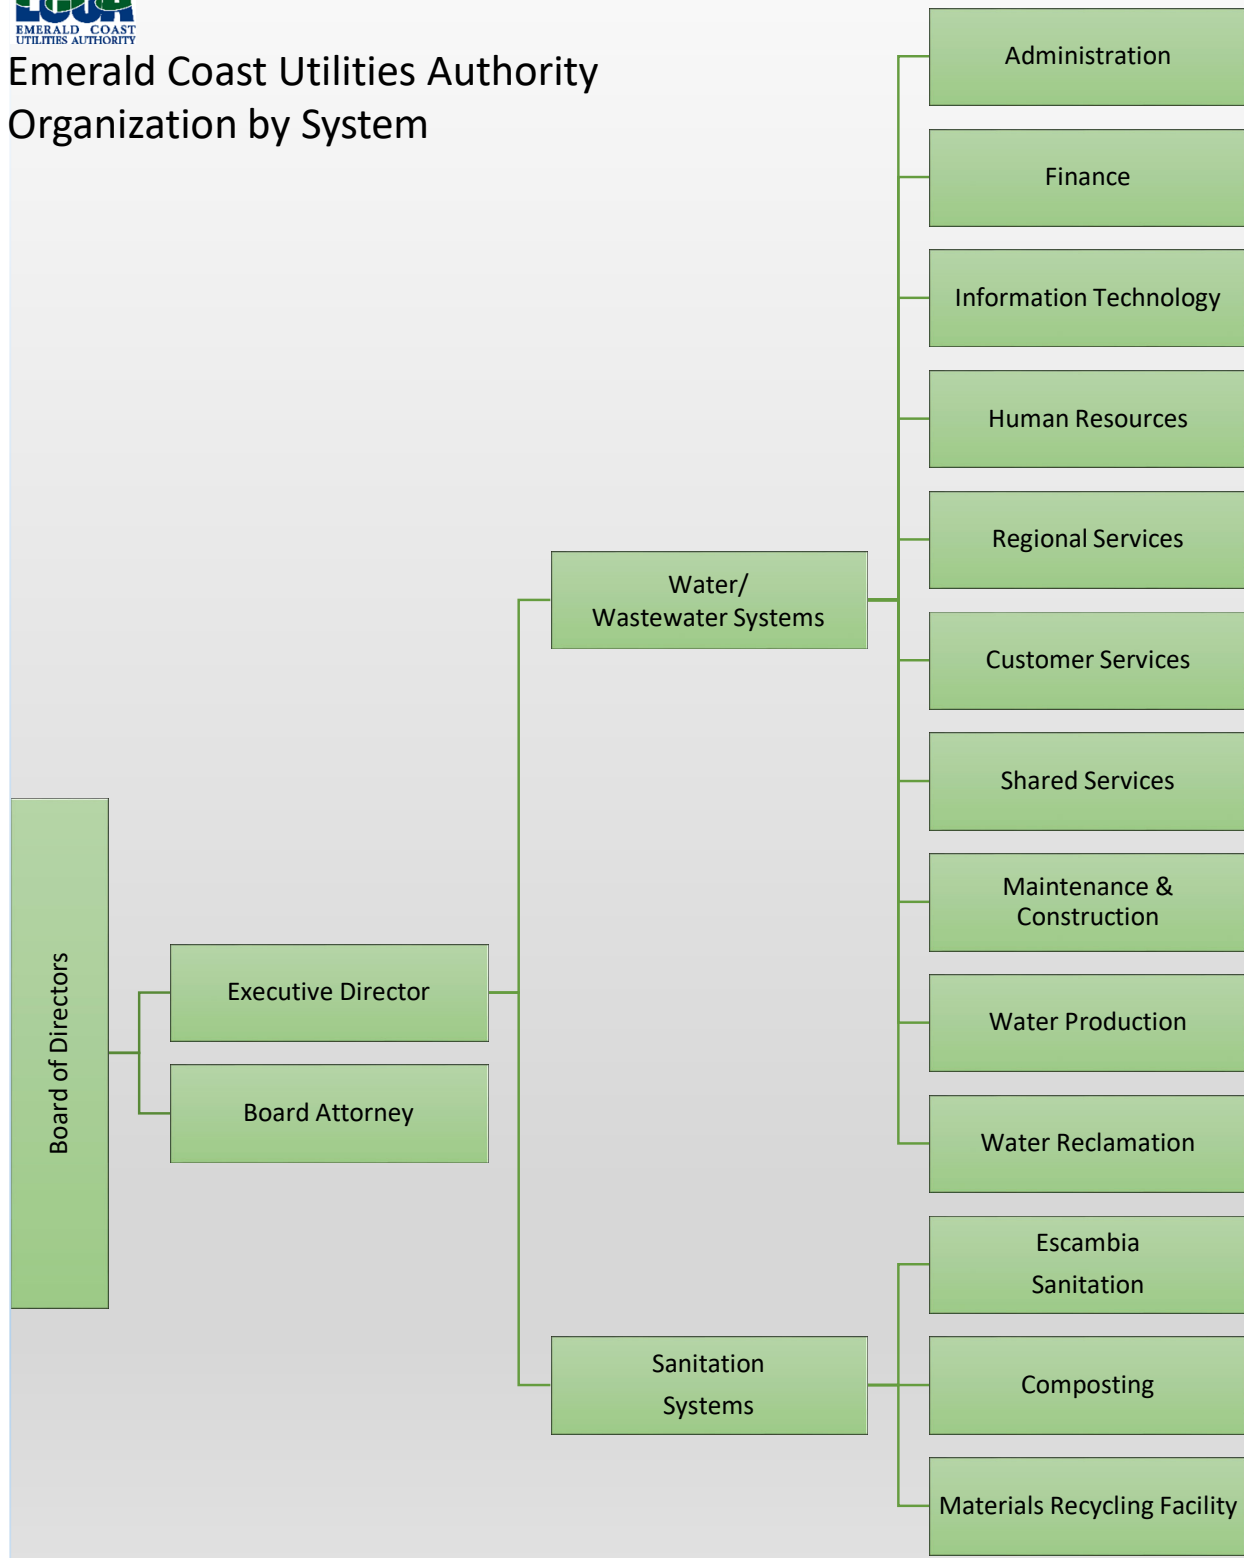 ECUA
EMERALD COAST
UTILITIES AUTHORITY
Emerald Coast Utilities Authority
Organization by System
Administration
Finance
Information Technology
Human Resources
Regional Services
Water/
Wastewater Systems
Customer Services
Shared Services
Maintenance &
Construction
Board of Directors
Executive Director
Water Production
Board Attorney
Water Reclamation
Escambia
Sanitation
Sanitation
Systems
Composting
Materials Recycling Facility